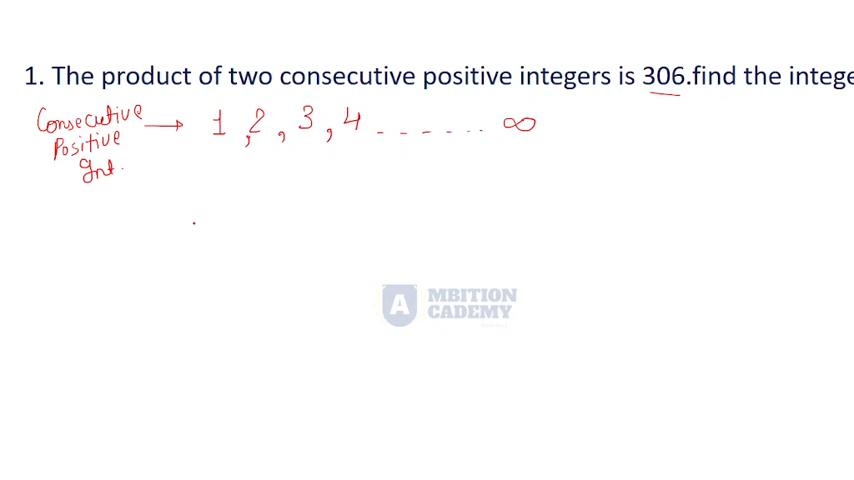 1. The product of two consecutive positive integers is 306.find the intege
Consecutive
Positive
Int. → 1, 2, 3, 4 - - - - - - ∞
A MBITION
CADEMY